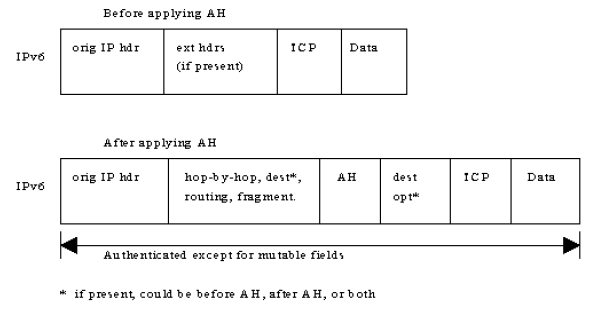 Before applying AH
IPv6
orig IP hdr
ext hdrs
(if present)
TCP
Data
After applying AH
IPv6
orig IP hdr
hop-by-hop, dest*,
routing, fragment.
AH
dest
opt*
TCP
Data
Authenticated except for mutable fields
* if present, could be before AH, after AH, or both